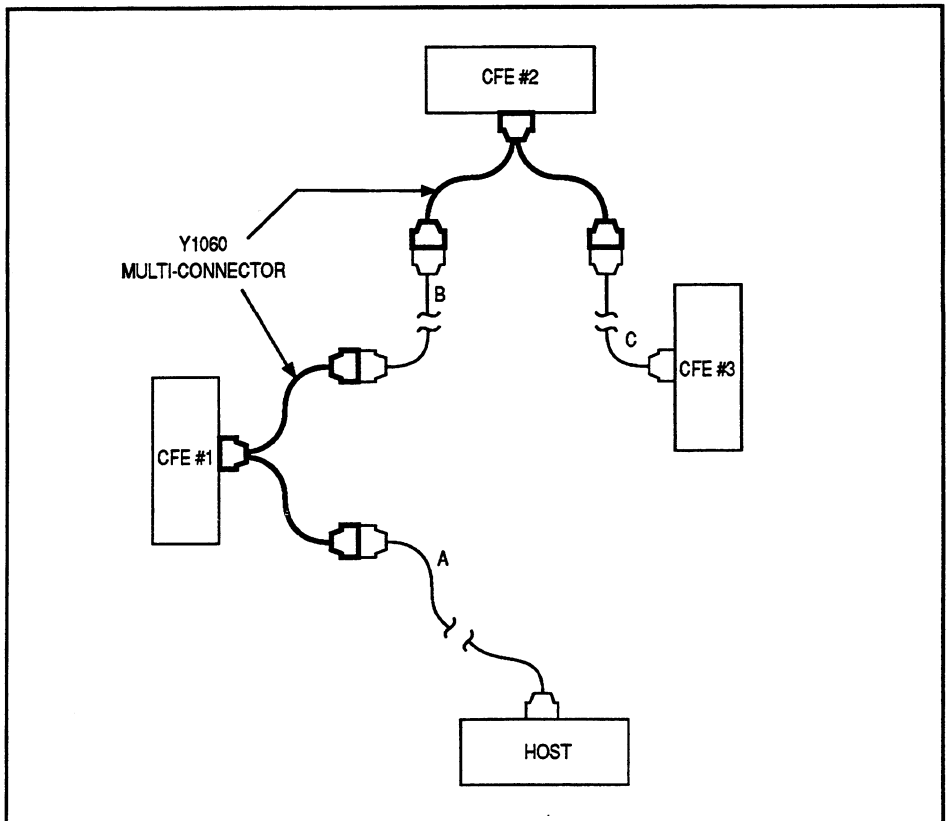 CFE #2
Y1060
MULTI-CONNECTOR
B
C
CFE #3
CFE #1
A
HOST